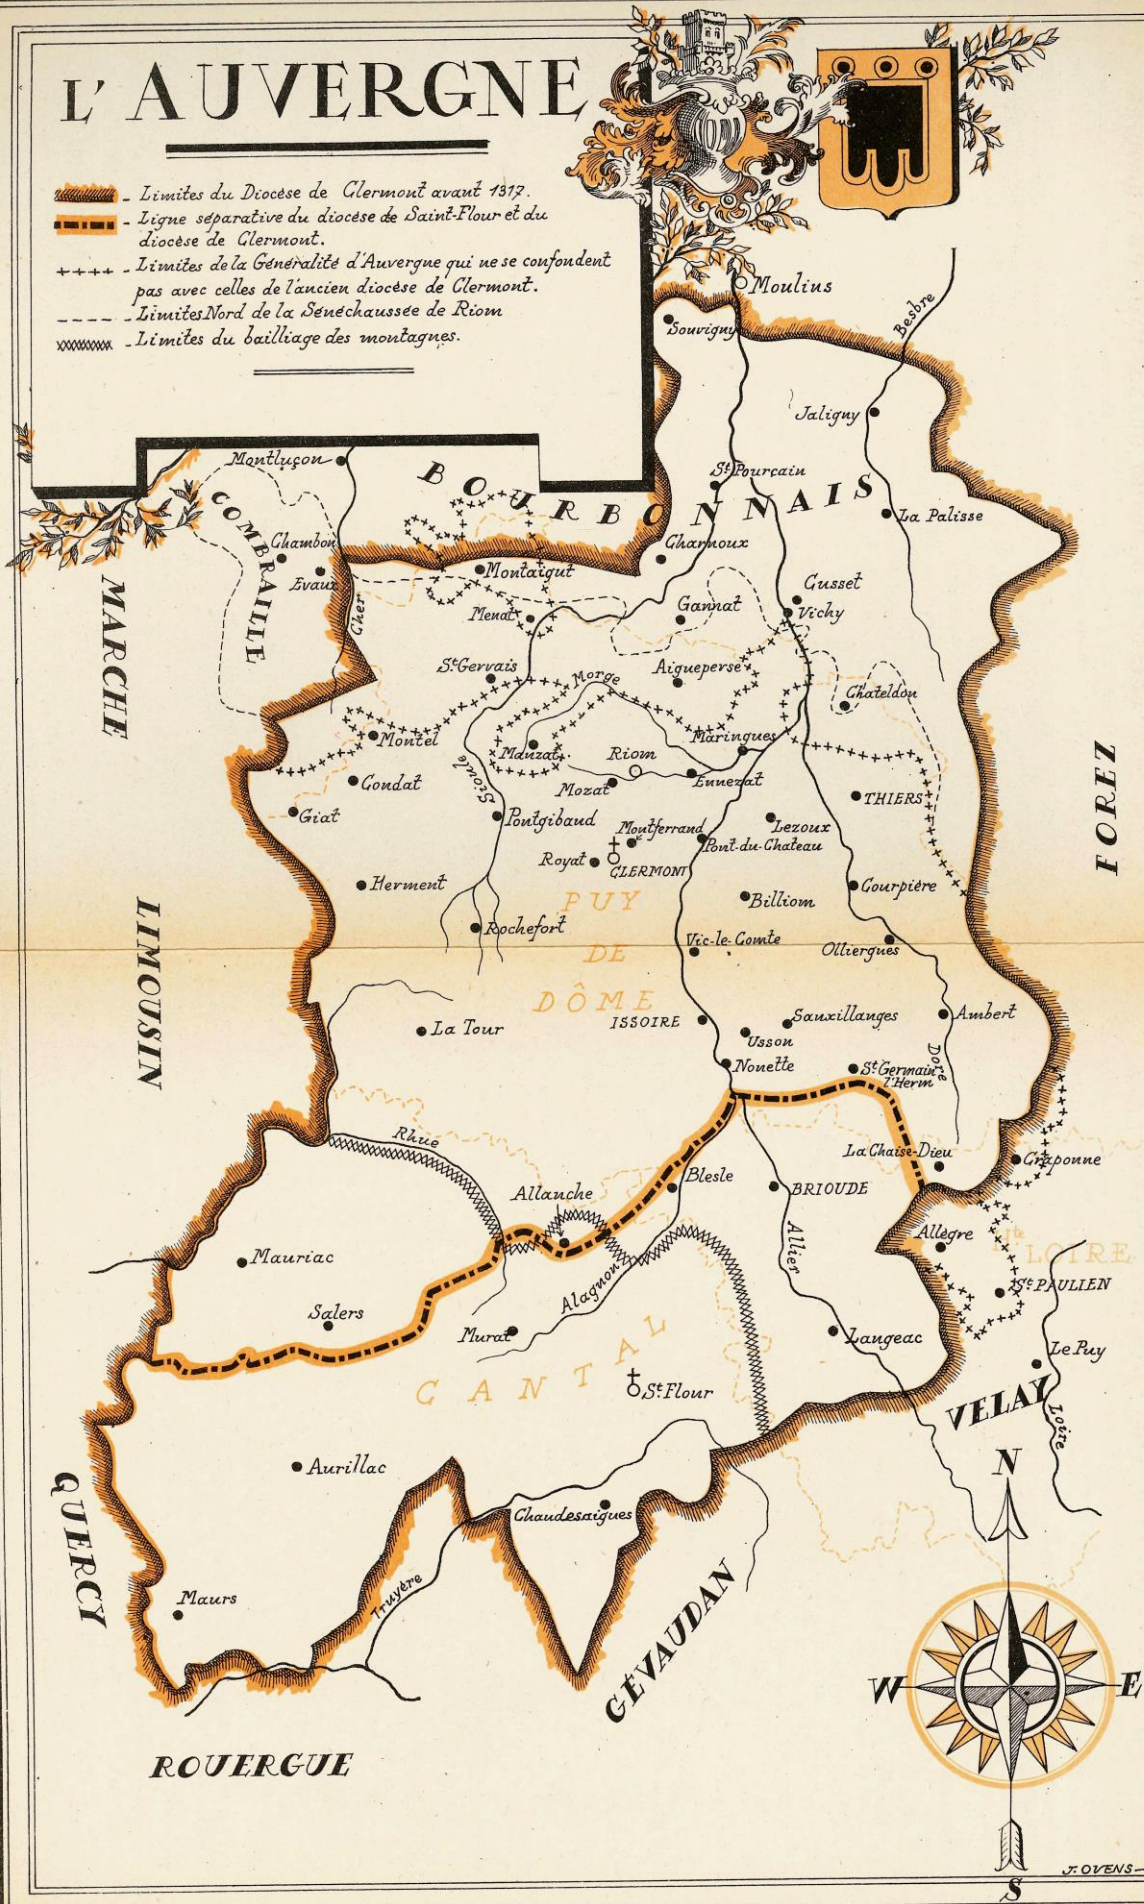 L'AUVERGNE
- Limites du Diocèse de Clermont avant 1317.
- Ligne séparative du diocèse de Saint-Flour et du
diocèse de Clermont.
- Limites de la Généralité d'Auvergne qui ne se confondent
pas avec celles de l'ancien diocèse de Clermont.
- Limites Nord de la Sénéchaussée de Riom
- Limites du bailliage des montagnes.
Moulins
Souvigny
Besbre
Jaligny
Montluçon
BOURBONNAIS
St Pourçain
La Palisse
COMBRAILLE
Chambon
Evaux
Charroux
Montaigut
MARCHE
Cher
Menat
Gannat
Cusset
Vichy
St Gervais
Morge
Aigueperse
Chateldon
Montel
Manzat
Riom
Maringues
FOREZ
Condat
Sioule
Mozat
Ennezat
THIERS
Giat
Pontgibaud
Montferrand
Lezoux
Pont-du-Chateau
Royat
CLERMONT
Herment
PUY
DE
DÔME
Billiom
Courpière
LIMOUSIN
Rochefort
Vic-le-Comte
Olliergues
La Tour
ISSOIRE
Sauxillanges
Ambert
Usson
Nonette
St Germain
l'Herm
Dore
Rhue
La Chaise-Dieu
Craponne
Allanche
Blesle
BRIOUDE
Allier
Allègre
Hte
LOIRE
Mauriac
Alagnon
St PAULIEN
Salers
Murat
Langeac
Le Puy
CANTAL
St Flour
VELAY
Loire
Aurillac
N
QUERCY
Chaudesaigues
Maurs
Truyère
GÉVAUDAN
W
E
ROUERGUE
J. OVENS
S